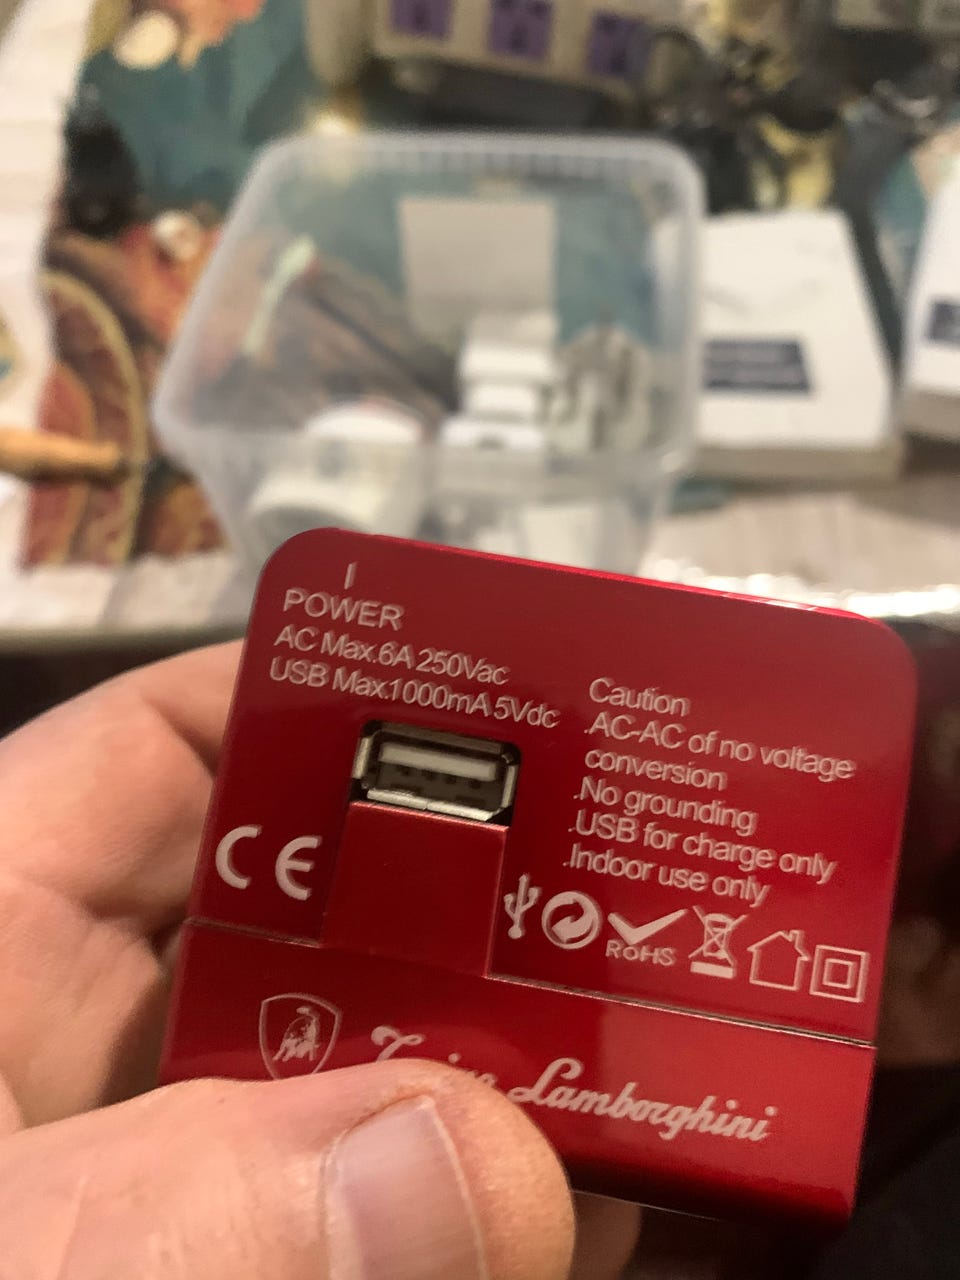 POWER
AC Max.6A 250Vac
USB Max.1000mA 5Vdc
Caution
.AC-AC of no voltage
conversion
.No grounding
.USB for charge only
.Indoor use only
CE
RoHS
Lamborghini